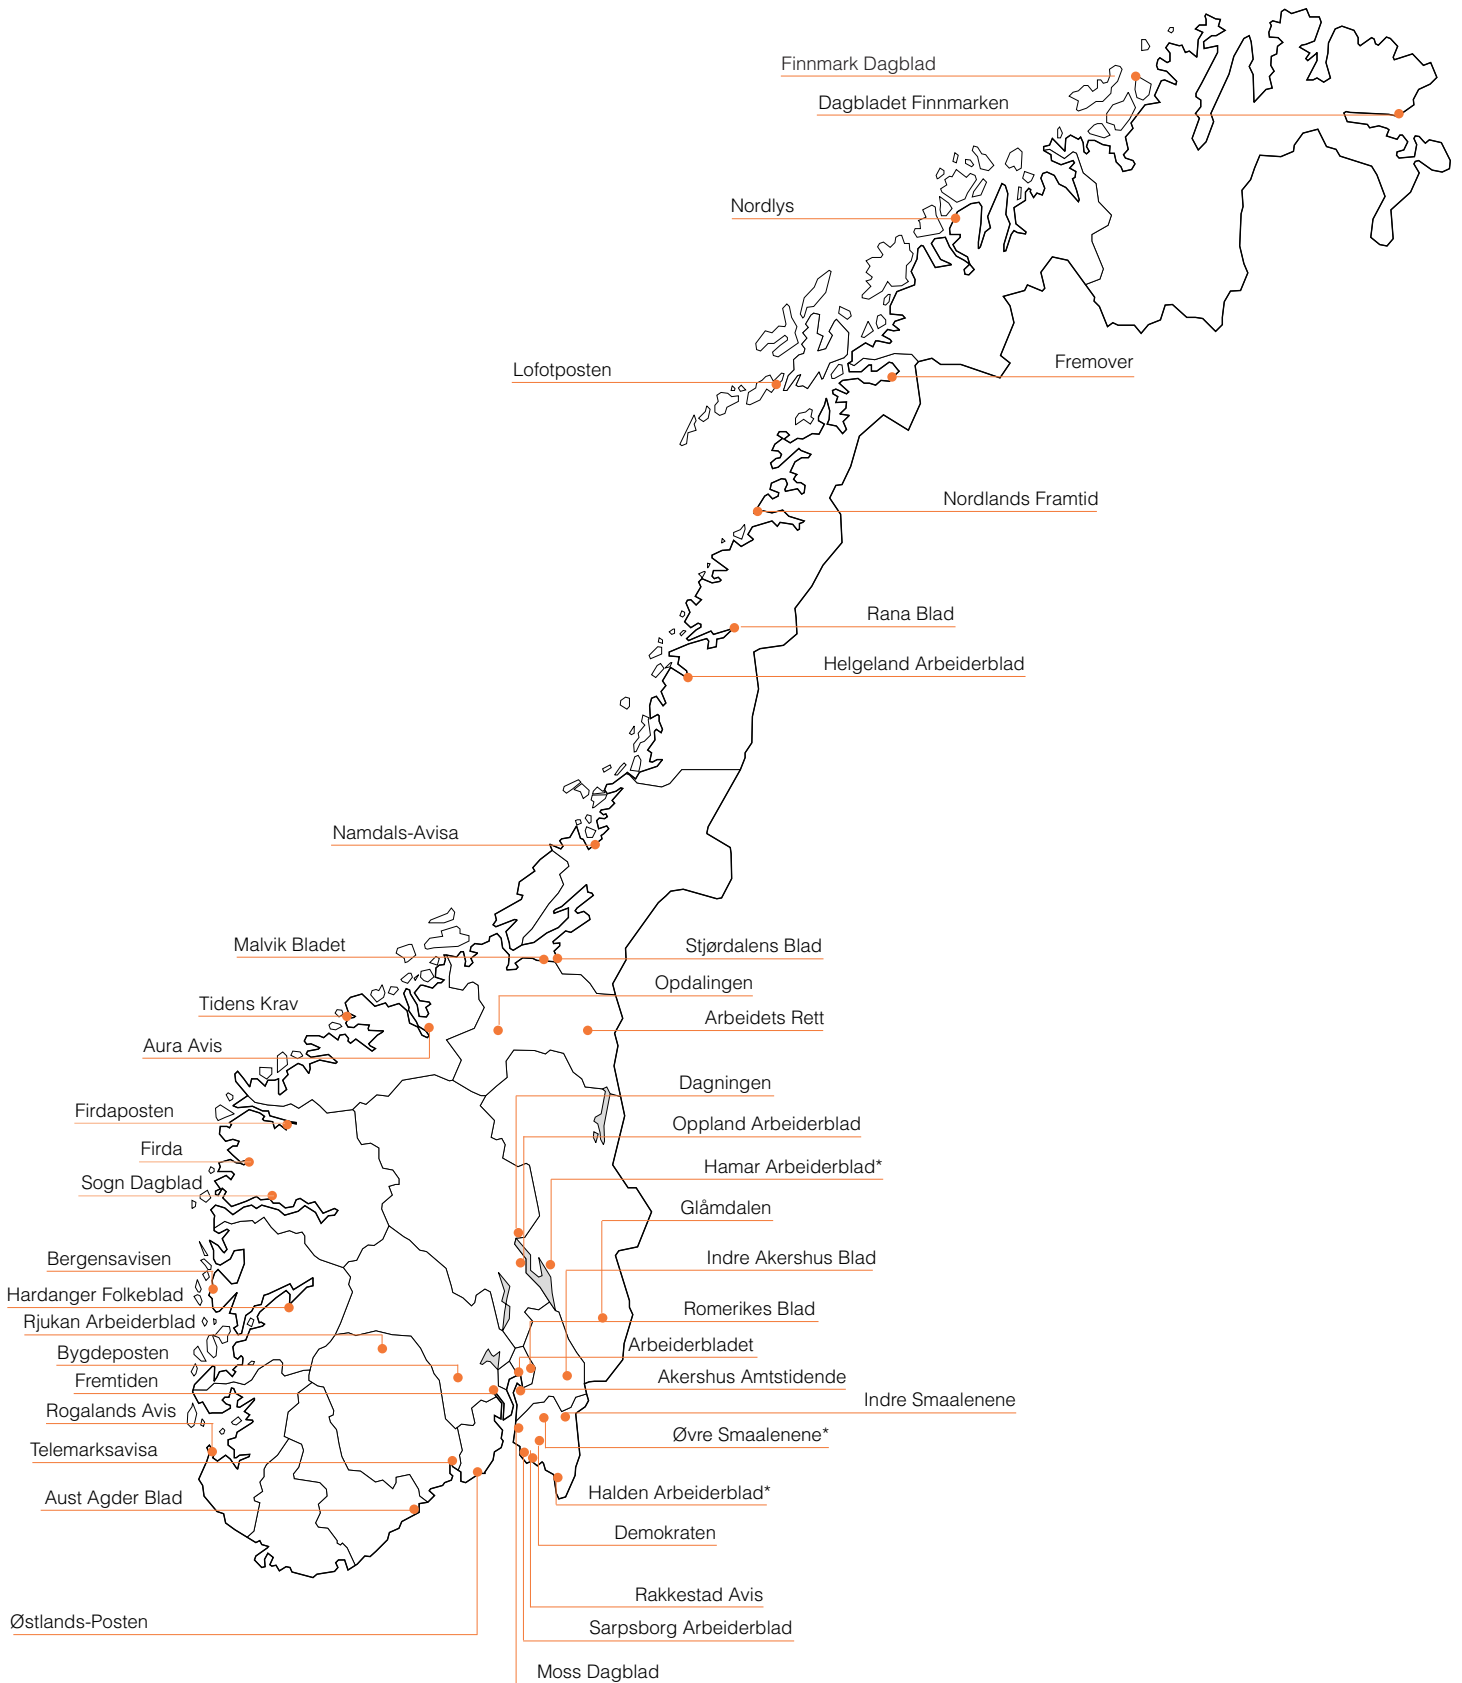 Finnmark Dagblad
Dagbladet Finnmarken
Nordlys
Fremover
Lofotposten
Nordlands Framtid
Rana Blad
Helgeland Arbeiderblad
Namdals-Avisa
Malvik Bladet
Stjørdalens Blad
Opdalingen
Tidens Krav
Arbeidets Rett
Aura Avis
Dagningen
Firdaposten
Oppland Arbeiderblad
Firda
Hamar Arbeiderblad*
Sogn Dagblad
Glåmdalen
Bergensavisen
Indre Akershus Blad
Hardanger Folkeblad
Romerikes Blad
Rjukan Arbeiderblad
Arbeiderbladet
Bygdeposten
Akershus Amtstidende
Fremtiden
Indre Smaalenene
Rogalands Avis
Øvre Smaalenene*
Telemarksavisa
Halden Arbeiderblad*
Aust Agder Blad
Demokraten
Rakkestad Avis
Østlands-Posten
Sarpsborg Arbeiderblad
Moss Dagblad